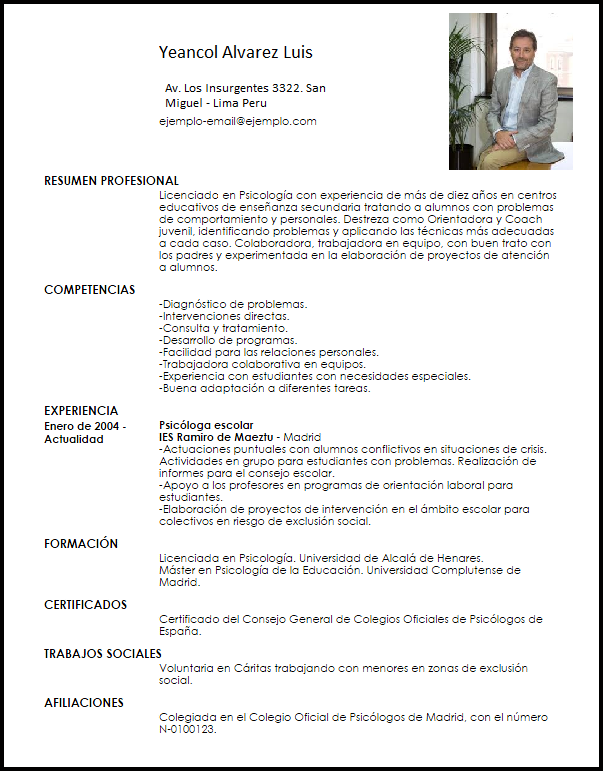 Yeancol Alvarez Luis
Av. Los Insurgentes 3322. San
Miguel - Lima Peru
ejemplo-email@ejemplo.com
RESUMEN PROFESIONAL
Licenciado en Psicología con experiencia de más de diez años en centros
educativos de enseñanza secundaria tratando a alumnos con problemas
de comportamiento y personales. Destreza como Orientadora y Coach
juvenil, identificando problemas y aplicando las técnicas más adecuadas
a cada caso. Colaboradora, trabajadora en equipo, con buen trato con
los padres y experimentada en la elaboración de proyectos de atención
a alumnos.
COMPETENCIAS
-Diagnóstico de problemas.
-Intervenciones directas.
-Consulta y tratamiento.
-Desarrollo de programas.
-Facilidad para las relaciones personales.
-Trabajadora colaborativa en equipos.
-Experiencia con estudiantes con necesidades especiales.
-Buena adaptación a diferentes tareas.
EXPERIENCIA
Enero de 2004 -
Actualidad
Psicóloga escolar
IES Ramiro de Maeztu - Madrid
-Actuaciones puntuales con alumnos conflictivos en situaciones de crisis.
Actividades en grupo para estudiantes con problemas. Realización de
informes para el consejo escolar.
-Apoyo a los profesores en programas de orientación laboral para
estudiantes.
-Elaboración de proyectos de intervención en el ámbito escolar para
colectivos en riesgo de exclusión social.
FORMACIÓN
Licenciada en Psicología. Universidad de Alcalá de Henares.
Máster en Psicología de la Educación. Universidad Complutense de
Madrid.
CERTIFICADOS
Certificado del Consejo General de Colegios Oficiales de Psicólogos de
España.
TRABAJOS SOCIALES
Voluntaria en Cáritas trabajando con menores en zonas de exclusión
social.
AFILIACIONES
Colegiada en el Colegio Oficial de Psicólogos de Madrid, con el número
N-0100123.